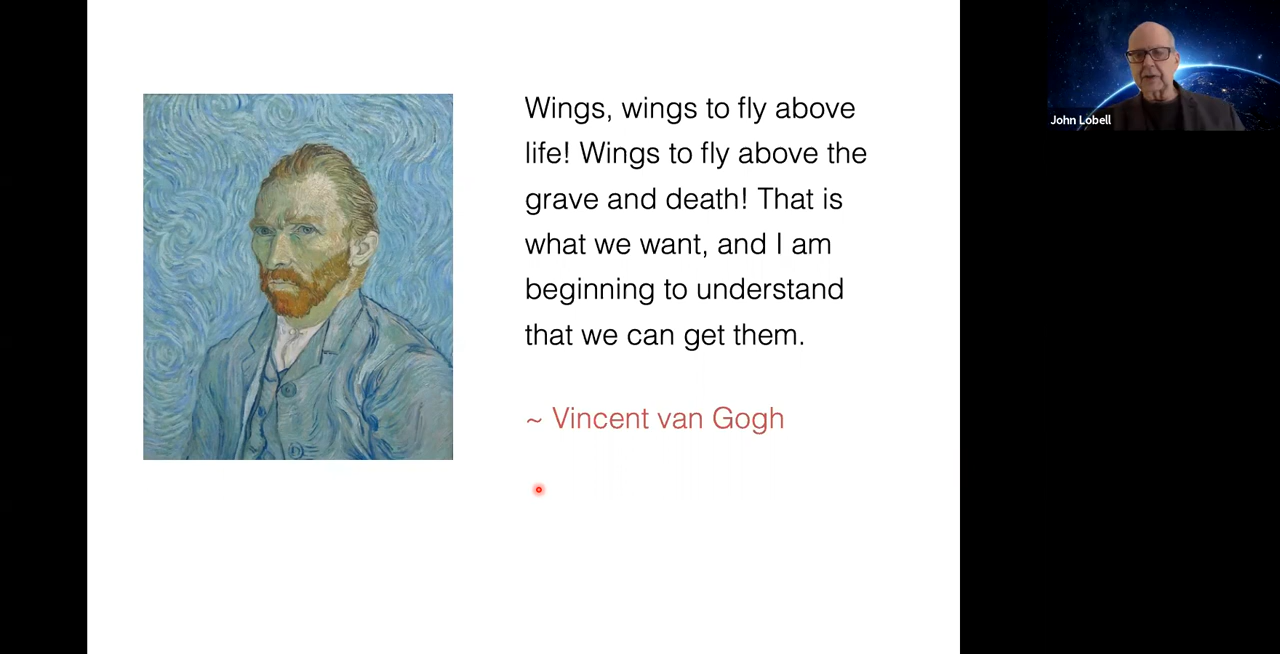 Wings, wings to fly above
life! Wings to fly above the
grave and death! That is
what we want, and I am
beginning to understand
that we can get them.
~ Vincent van Gogh
John Lobell